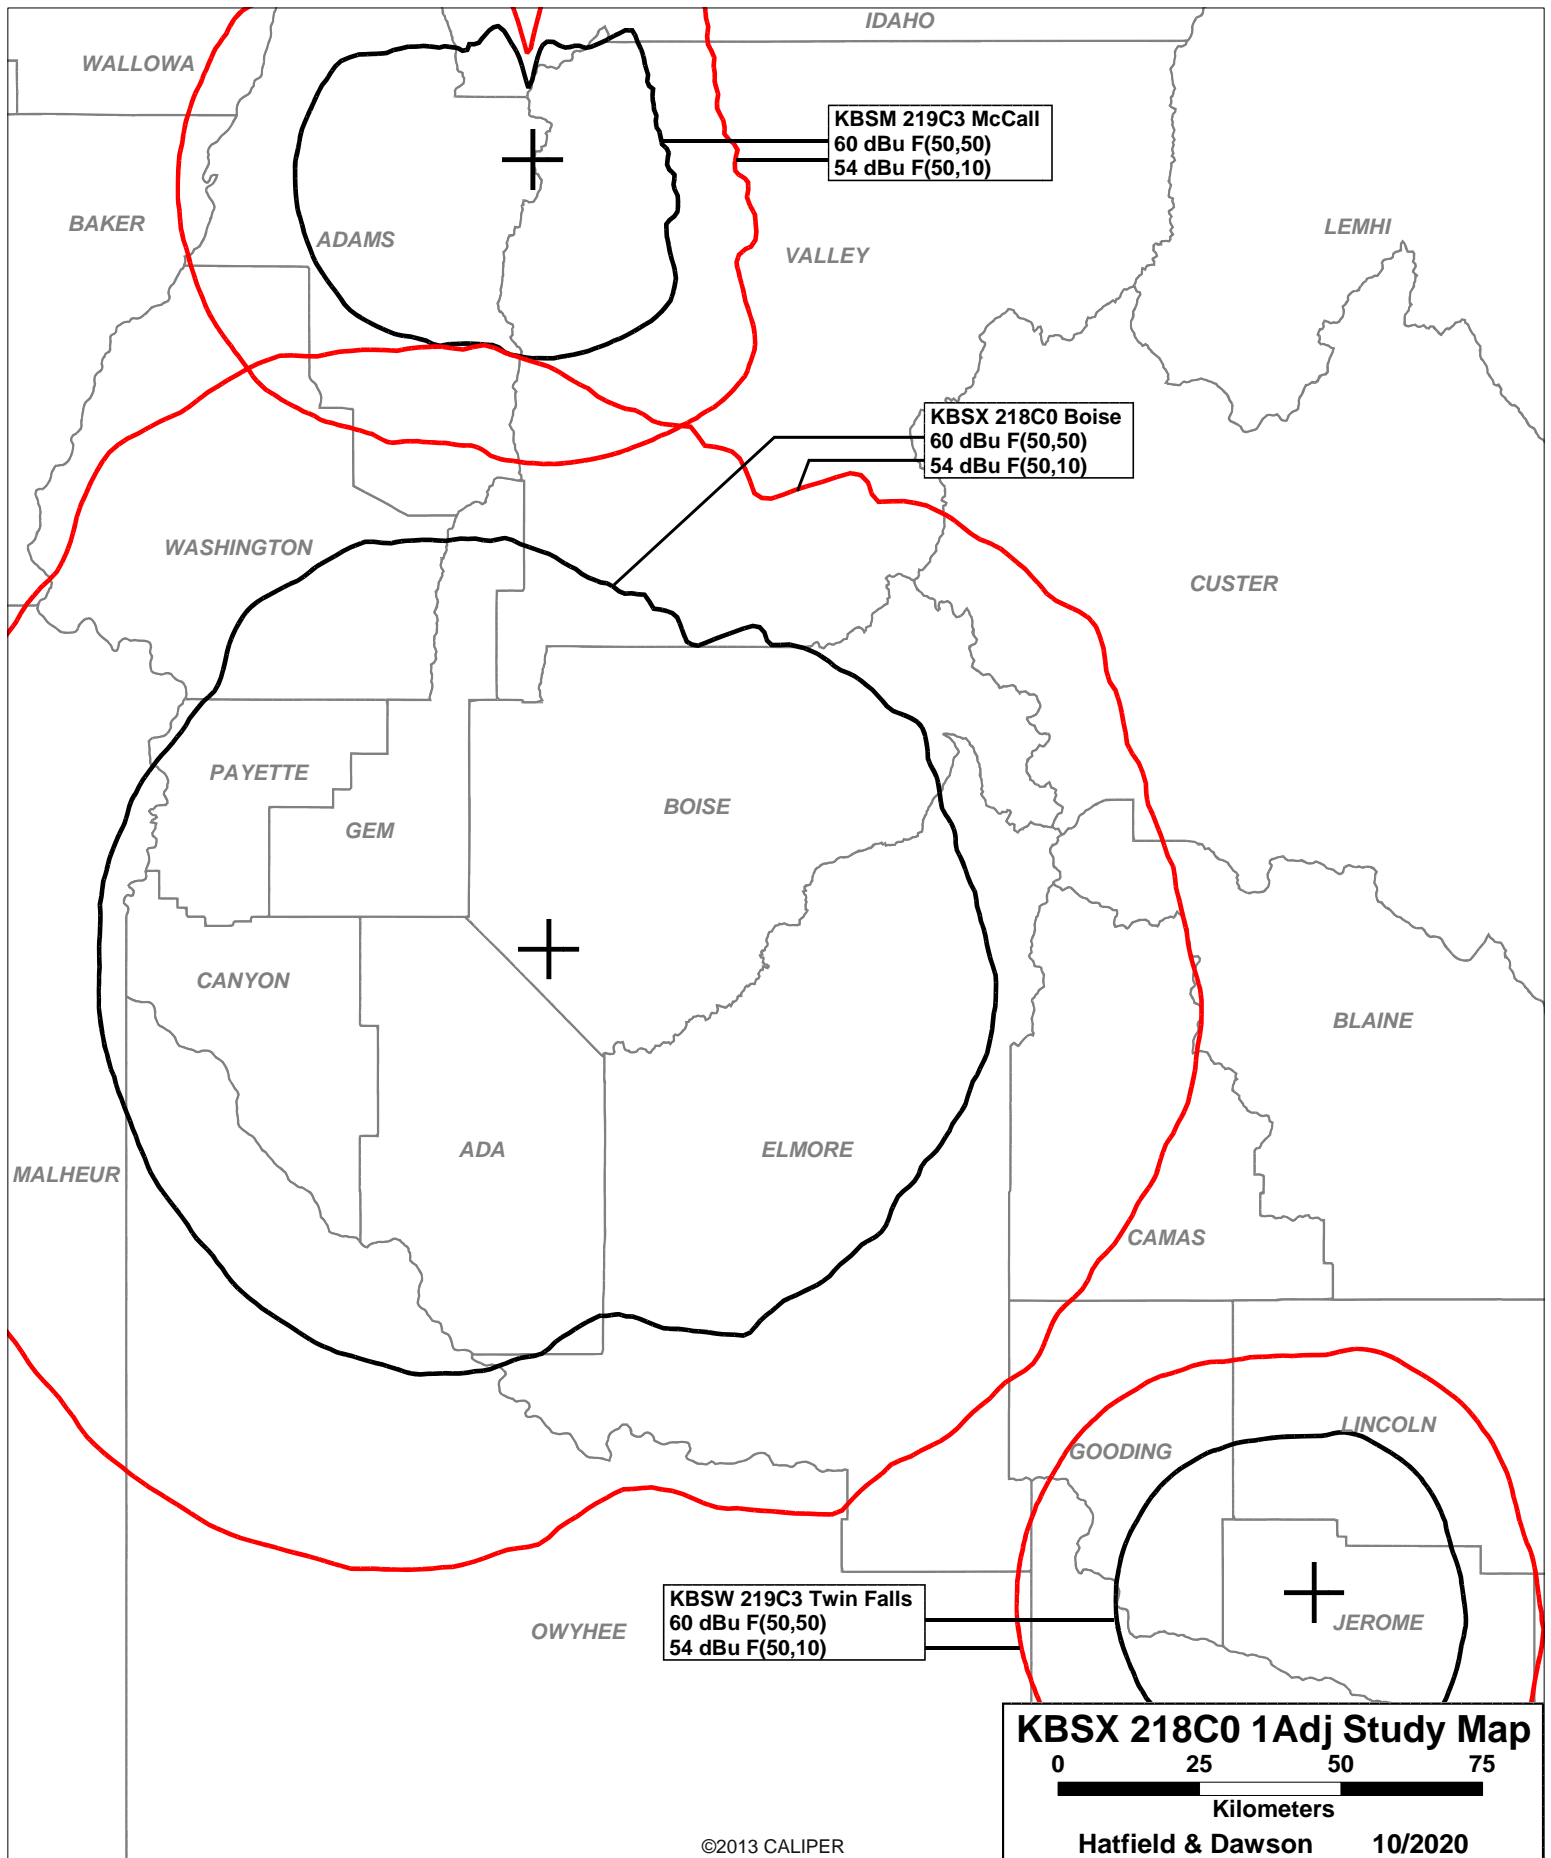 IDAHO
WALLOWA
KBSM 219C3 McCall
60 dBu F(50,50)
54 dBu F(50,10)
BAKER
ADAMS
VALLEY
LEMHI
KBSX 218C0 Boise
60 dBu F(50,50)
54 dBu F(50,10)
WASHINGTON
CUSTER
PAYETTE
BOISE
GEM
CANYON
BLAINE
ADA
ELMORE
MALHEUR
CAMAS
LINCOLN
GOODING
KBSW 219C3 Twin Falls
60 dBu F(50,50)
54 dBu F(50,10)
OWYHEE
JEROME
KBSX 218C0 1Adj Study Map
0 25 50 75
Kilometers
Hatfield & Dawson 10/2020
©2013 CALIPER